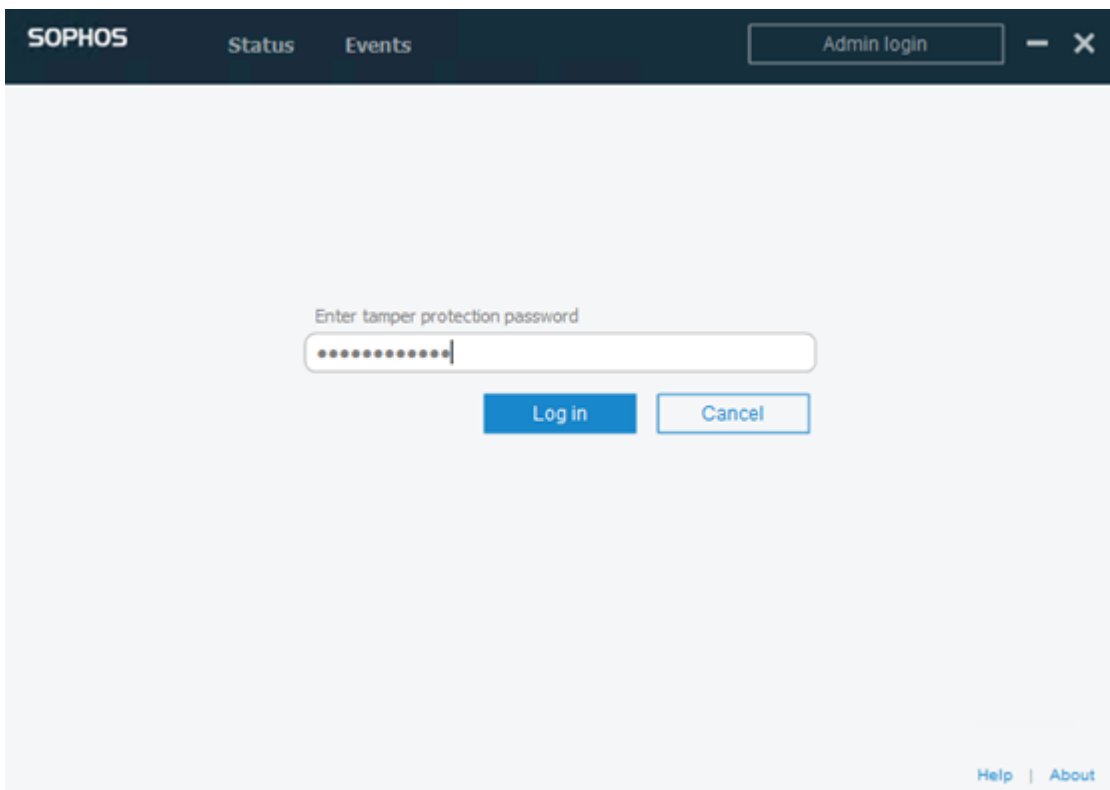 SOPHOS Status Events Admin login
Enter tamper protection password
••••••••••••
Log in Cancel
Help | About